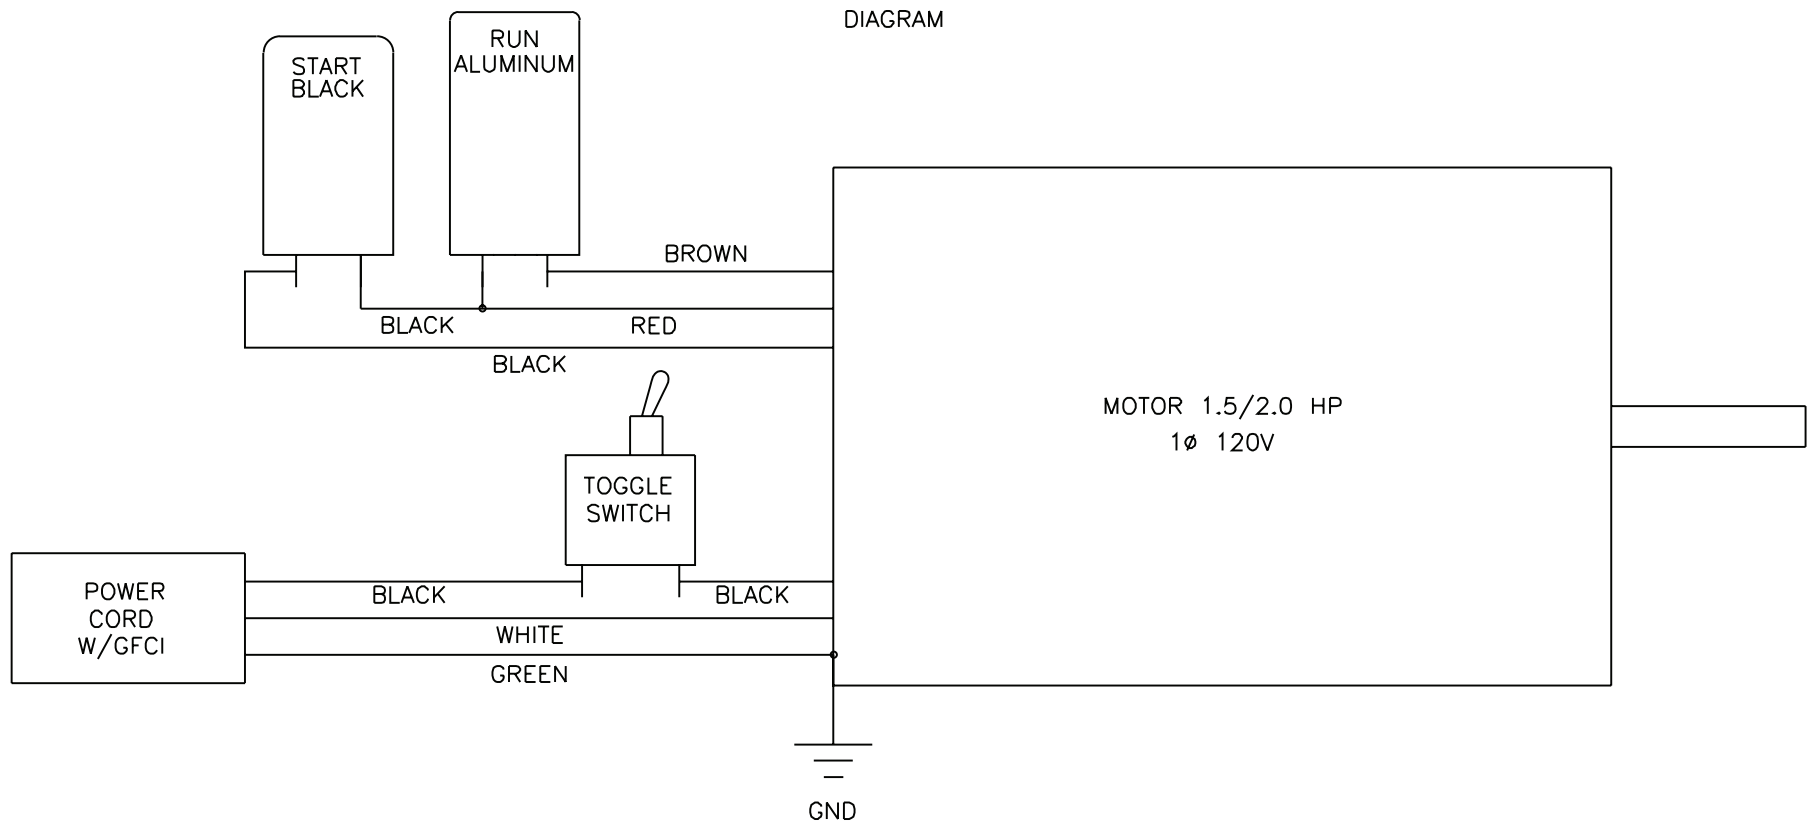 DIAGRAM
START
BLACK
RUN
ALUMINUM
BROWN
BLACK
RED
BLACK
MOTOR 1.5/2.0 HP
1ø 120V
TOGGLE
SWITCH
POWER
CORD
W/GFCI
BLACK
BLACK
WHITE
GREEN
GND